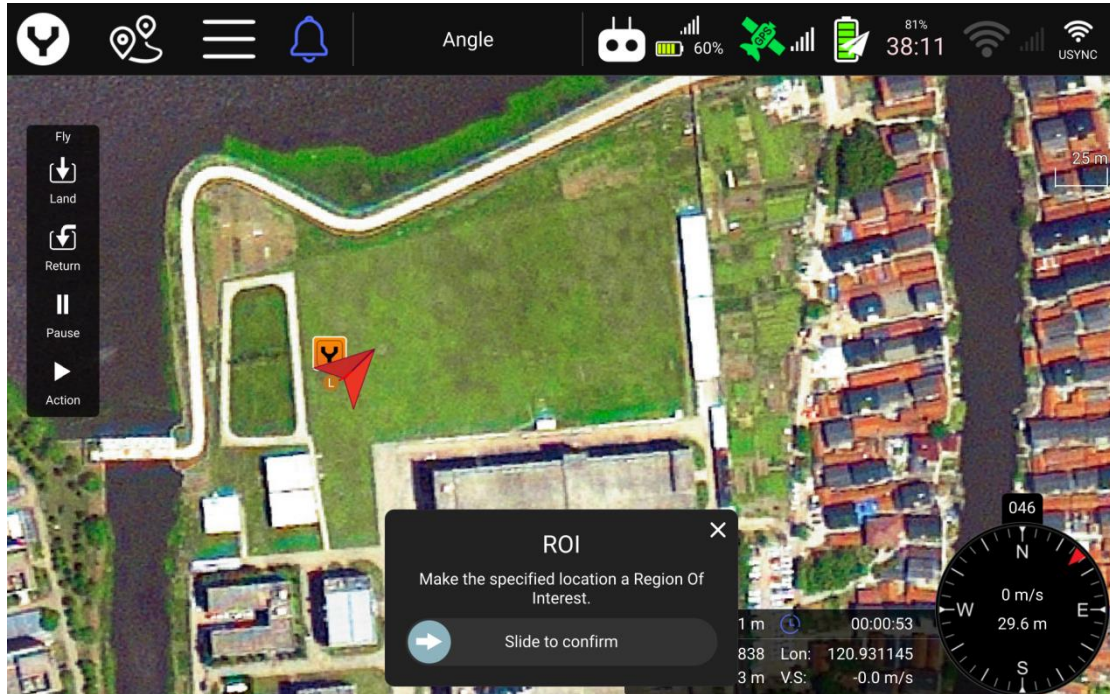 Angle
GPS
60%
81%
38:11
USYNC
Fly
Land
Return
Pause
Action
25 m
Y
L
ROI
Make the specified location a Region Of
Interest.
Slide to confirm
1 m 00:00:53
838 Lon: 120.931145
3 m V.S: -0.0 m/s
046
N
W
E
S
0 m/s
29.6 m